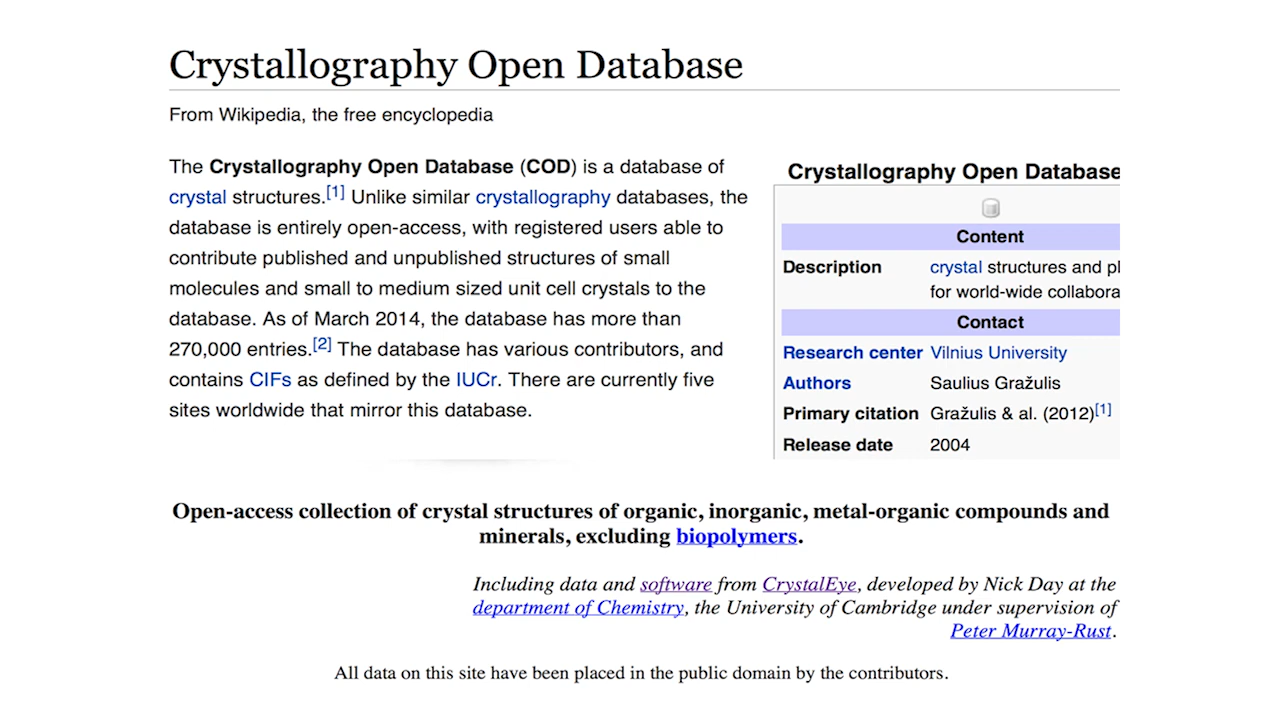 Crystallography Open Database
From Wikipedia, the free encyclopedia
The Crystallography Open Database (COD) is a database of
crystal structures.[1] Unlike similar crystallography databases, the
database is entirely open-access, with registered users able to
contribute published and unpublished structures of small
molecules and small to medium sized unit cell crystals to the
database. As of March 2014, the database has more than
270,000 entries.[2] The database has various contributors, and
contains CIFs as defined by the IUCr. There are currently five
sites worldwide that mirror this database.
Crystallography Open Database
Content
Description crystal structures and pl
for world-wide collabora
Contact
Research center Vilnius University
Authors Saulius Gražulis
Primary citation Gražulis & al. (2012)[1]
Release date 2004
Open-access collection of crystal structures of organic, inorganic, metal-organic compounds and
minerals, excluding biopolymers.
Including data and software from CrystalEye, developed by Nick Day at the
department of Chemistry, the University of Cambridge under supervision of
Peter Murray-Rust.
All data on this site have been placed in the public domain by the contributors.